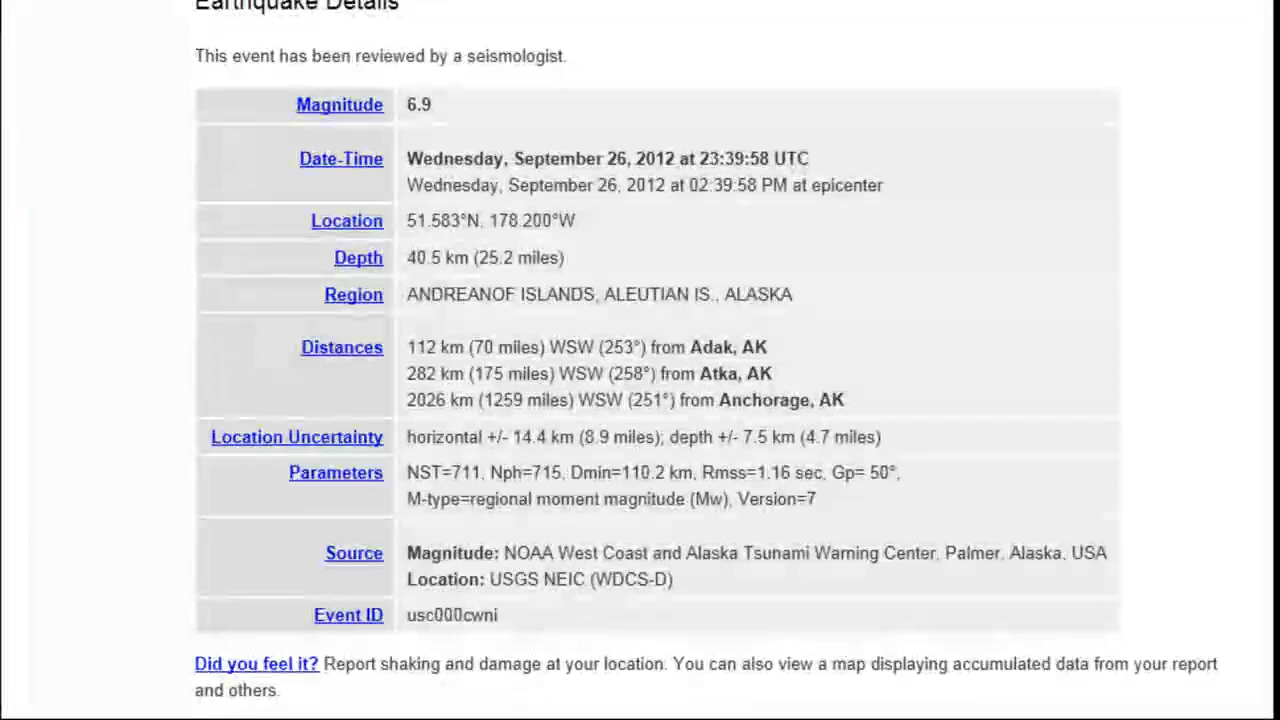 Earthquake Details
This event has been reviewed by a seismologist.
Magnitude 6.9
Date-Time Wednesday, September 26, 2012 at 23:39:58 UTC
Wednesday, September 26, 2012 at 02:39:58 PM at epicenter
Location 51.583°N, 178.200°W
Depth 40.5 km (25.2 miles)
Region ANDREANOF ISLANDS, ALEUTIAN IS., ALASKA
Distances 112 km (70 miles) WSW (253°) from Adak, AK
282 km (175 miles) WSW (258°) from Atka, AK
2026 km (1259 miles) WSW (251°) from Anchorage, AK
Location Uncertainty horizontal +/- 14.4 km (8.9 miles); depth +/- 7.5 km (4.7 miles)
Parameters NST=711, Nph=715, Dmin=110.2 km, Rmss=1.16 sec, Gp= 50°,
M-type=regional moment magnitude (Mw), Version=7
Source Magnitude: NOAA West Coast and Alaska Tsunami Warning Center, Palmer, Alaska, USA
Location: USGS NEIC (WDCS-D)
Event ID usc000cwni
Did you feel it? Report shaking and damage at your location. You can also view a map displaying accumulated data from your report
and others.